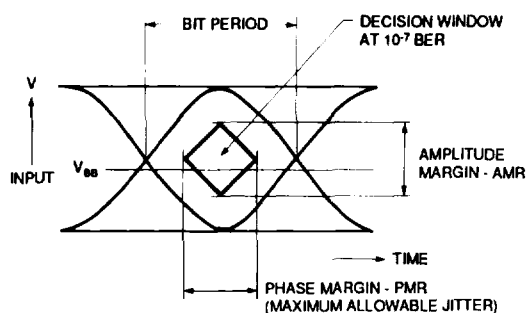 BIT PERIOD
DECISION WINDOW
AT 10-7 BER
V
INPUT
VBB
AMPLITUDE
MARGIN - AMR
TIME
PHASE MARGIN - PMR
(MAXIMUM ALLOWABLE JITTER)